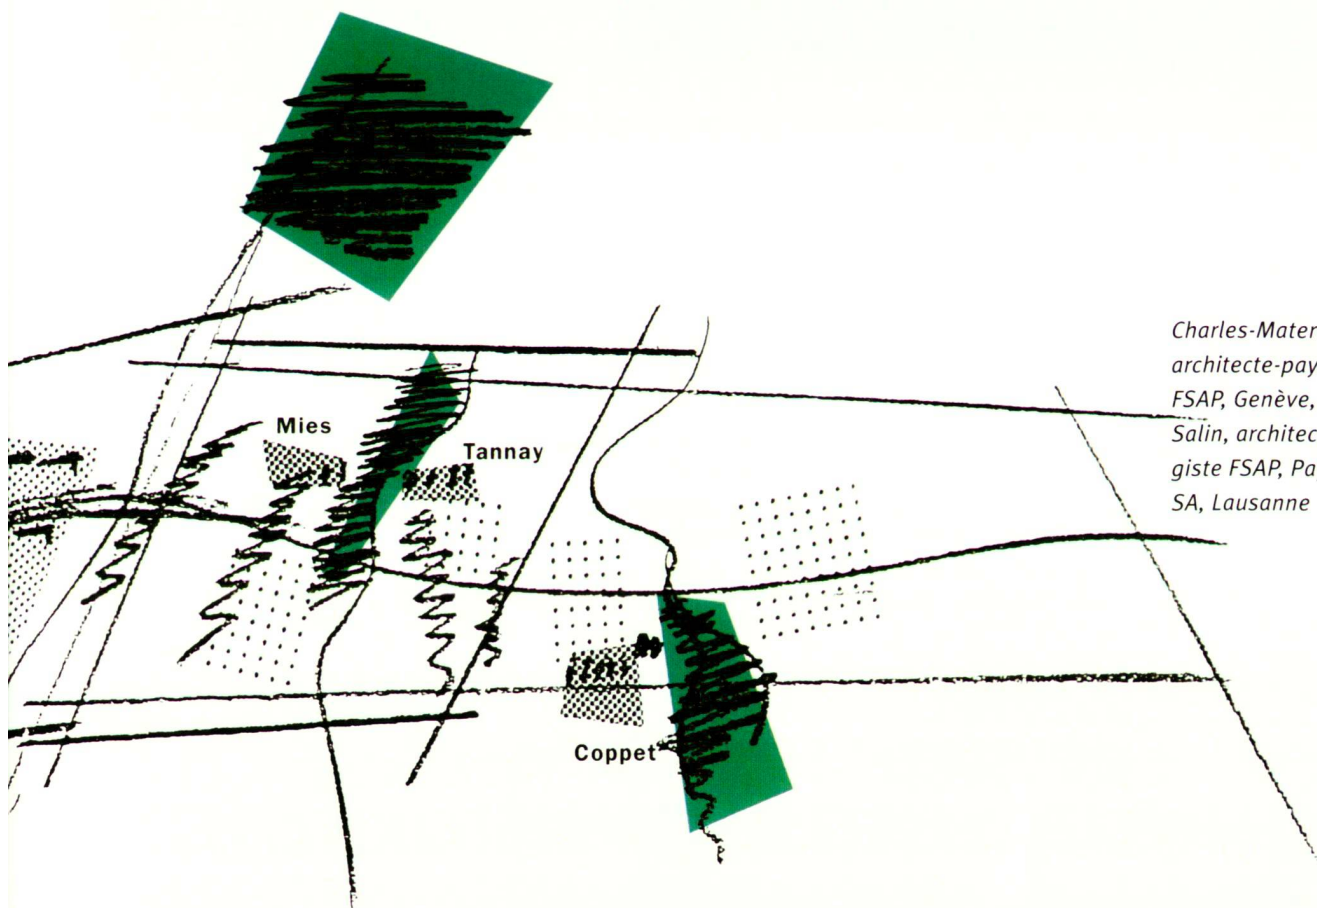 Charles-Mater
architecte-pay
FSAP, Genève,
Salin, architec
giste FSAP, Pa
SA, Lausanne
Mies
Tannay
Coppet